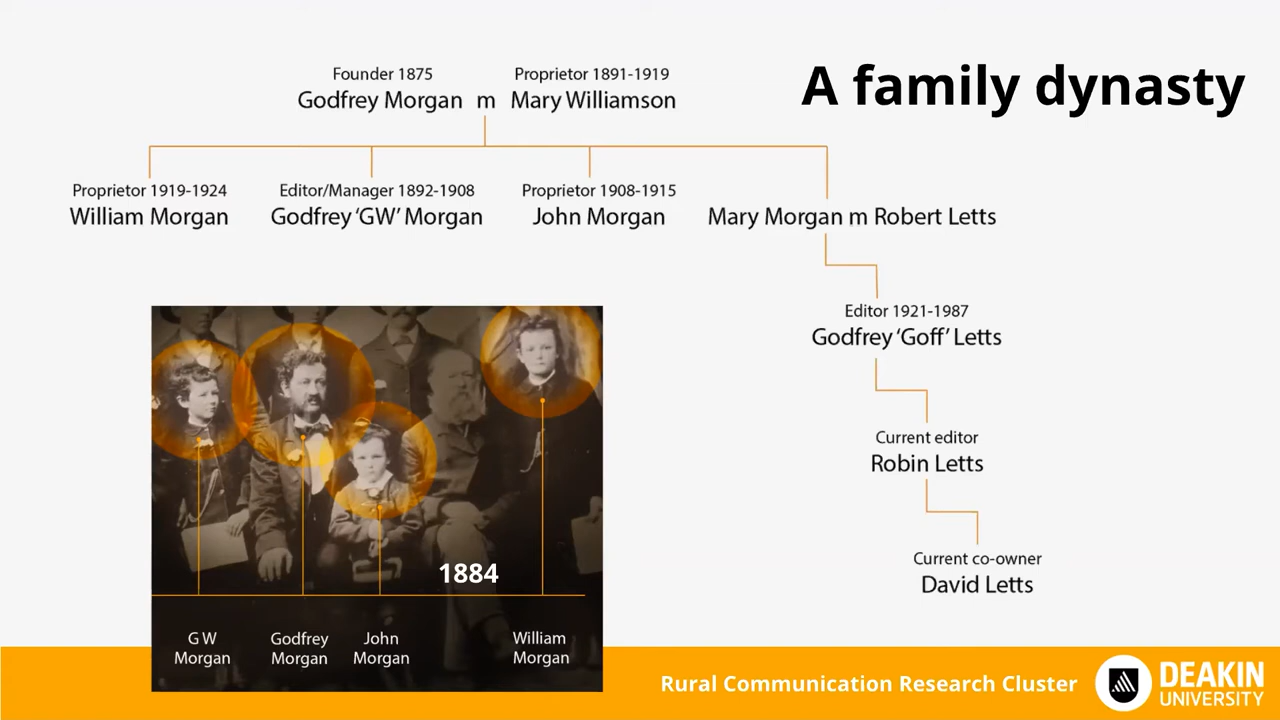 A family dynasty
Founder 1875
Godfrey Morgan m
Proprietor 1891-1919
Mary Williamson
Proprietor 1919-1924
William Morgan
Editor/Manager 1892-1908
Godfrey ‘GW’ Morgan
Proprietor 1908-1915
John Morgan
Mary Morgan m Robert Letts
Editor 1921-1987
Godfrey ‘Goff’ Letts
Current editor
Robin Letts
Current co-owner
David Letts
1884
G W
Morgan
Godfrey
Morgan
John
Morgan
William
Morgan
Rural Communication Research Cluster
DEAKIN
UNIVERSITY